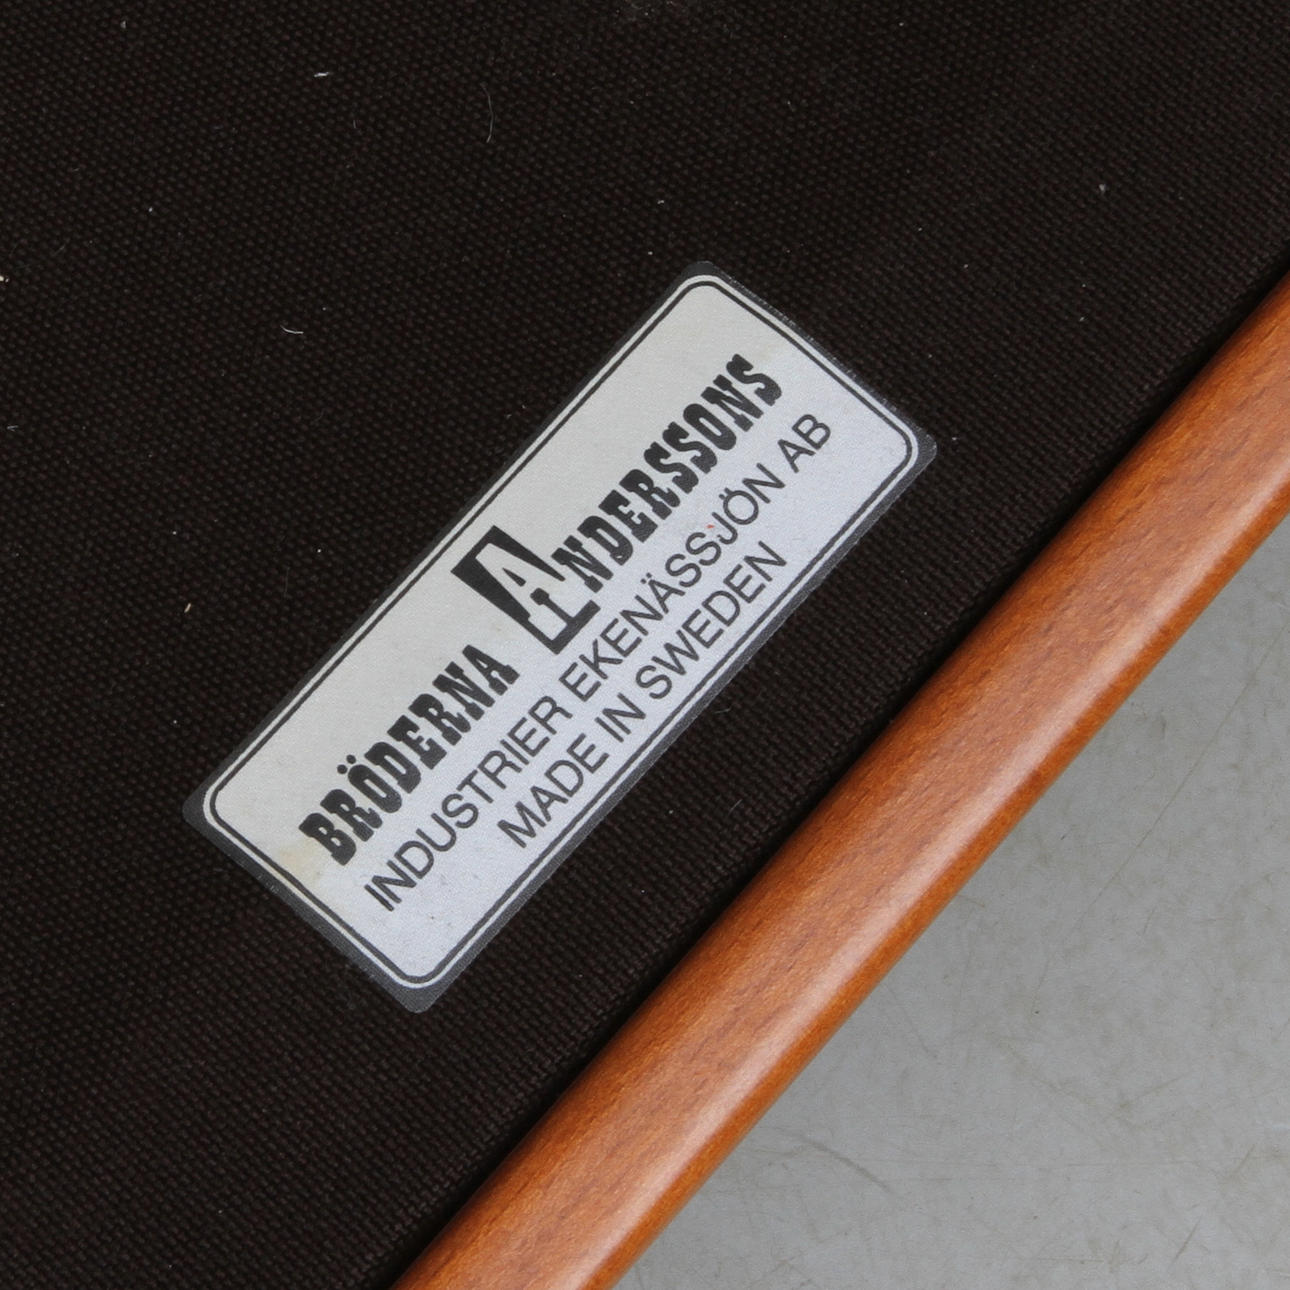 BRÖDERNA ANDERSSONS
INDUSTRIER EKENÄSSJÖN AB
MADE IN SWEDEN